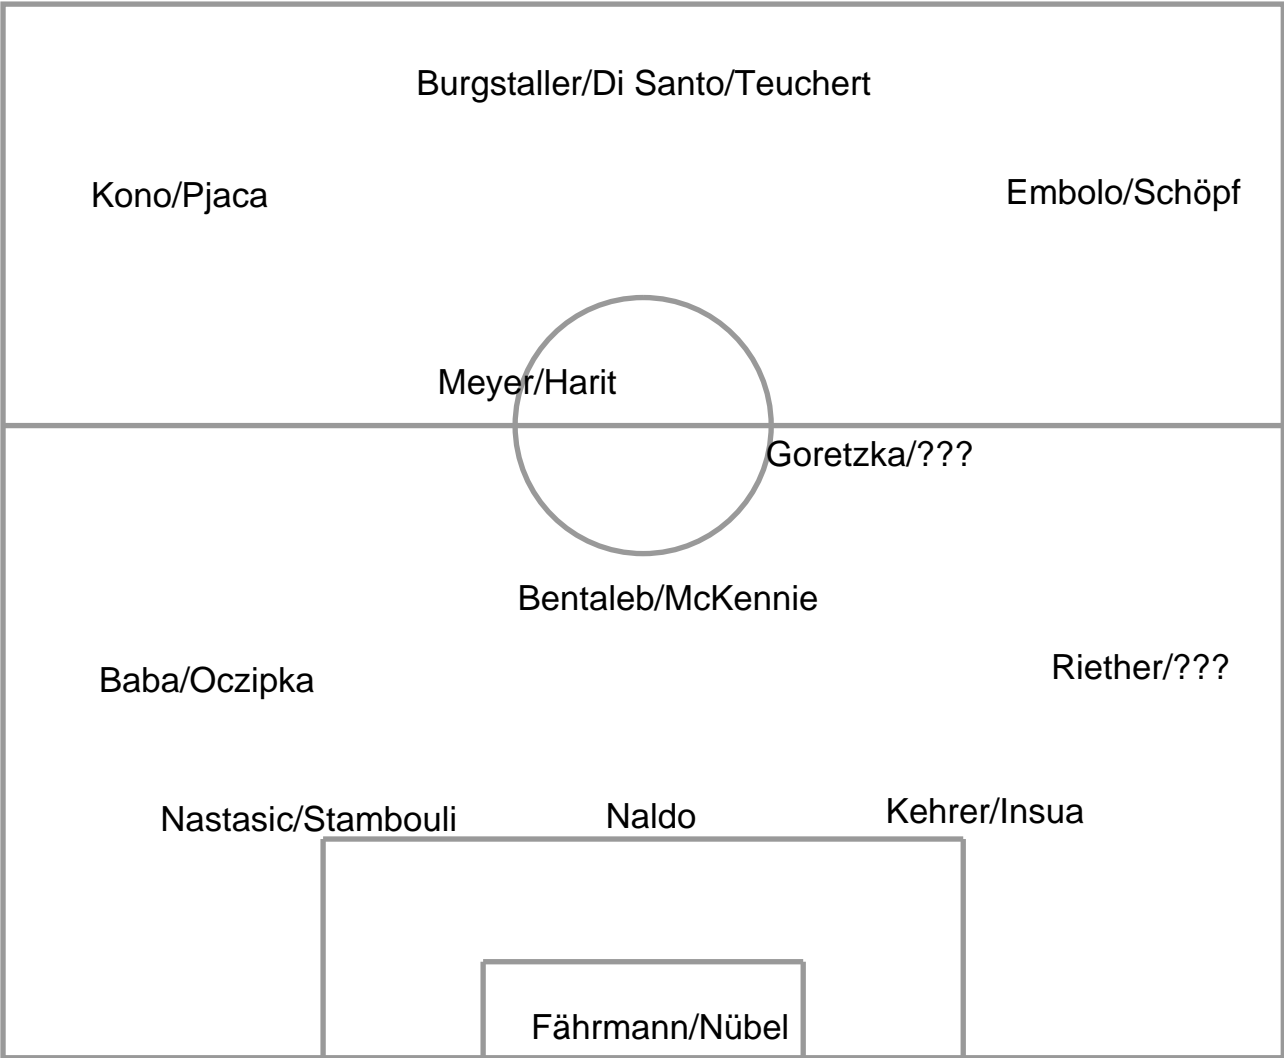 Burgstaller/Di Santo/Teuchert
Kono/Pjaca
Embolo/Schöpf
Meyer/Harit
Goretzka/???
Bentaleb/McKennie
Baba/Oczipka
Riether/???
Nastasic/Stambouli
Naldo
Kehrer/Insua
Fährmann/Nübel